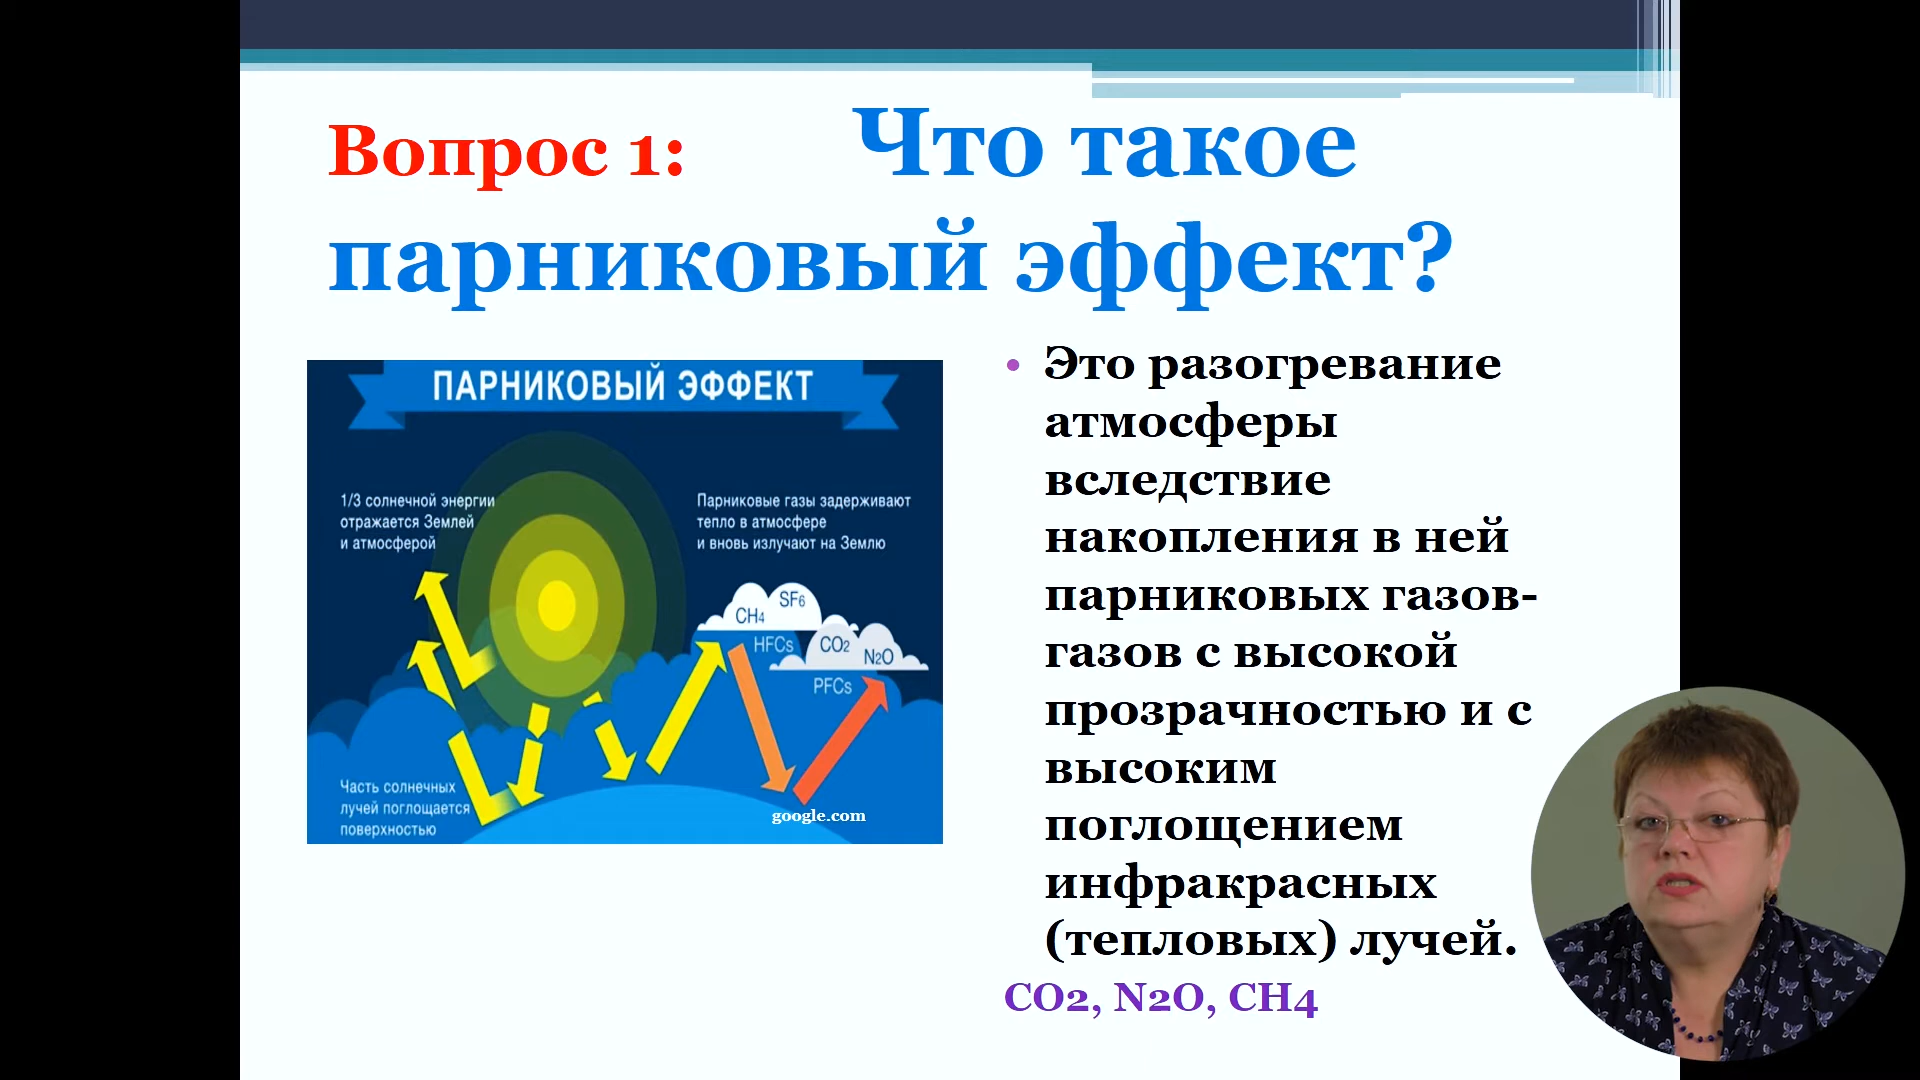 Вопрос 1: Что такое
парниковый эффект?
ПАРНИКОВЫЙ ЭФФЕКТ
1/3 солнечной энергии
отражается Землей
и атмосферой
Парниковые газы задерживают
тепло в атмосфере
и вновь излучают на Землю
CH4
SF6
HFCs
CO2
N2O
PFCs
Часть солнечных
лучей поглощается
поверхностью
google.com
• Это разогревание
атмосферы
вследствие
накопления в ней
парниковых газов-
газов с высокой
прозрачностью и с
высоким
поглощением
инфракрасных
(тепловых) лучей.
CO2, N2O, CH4